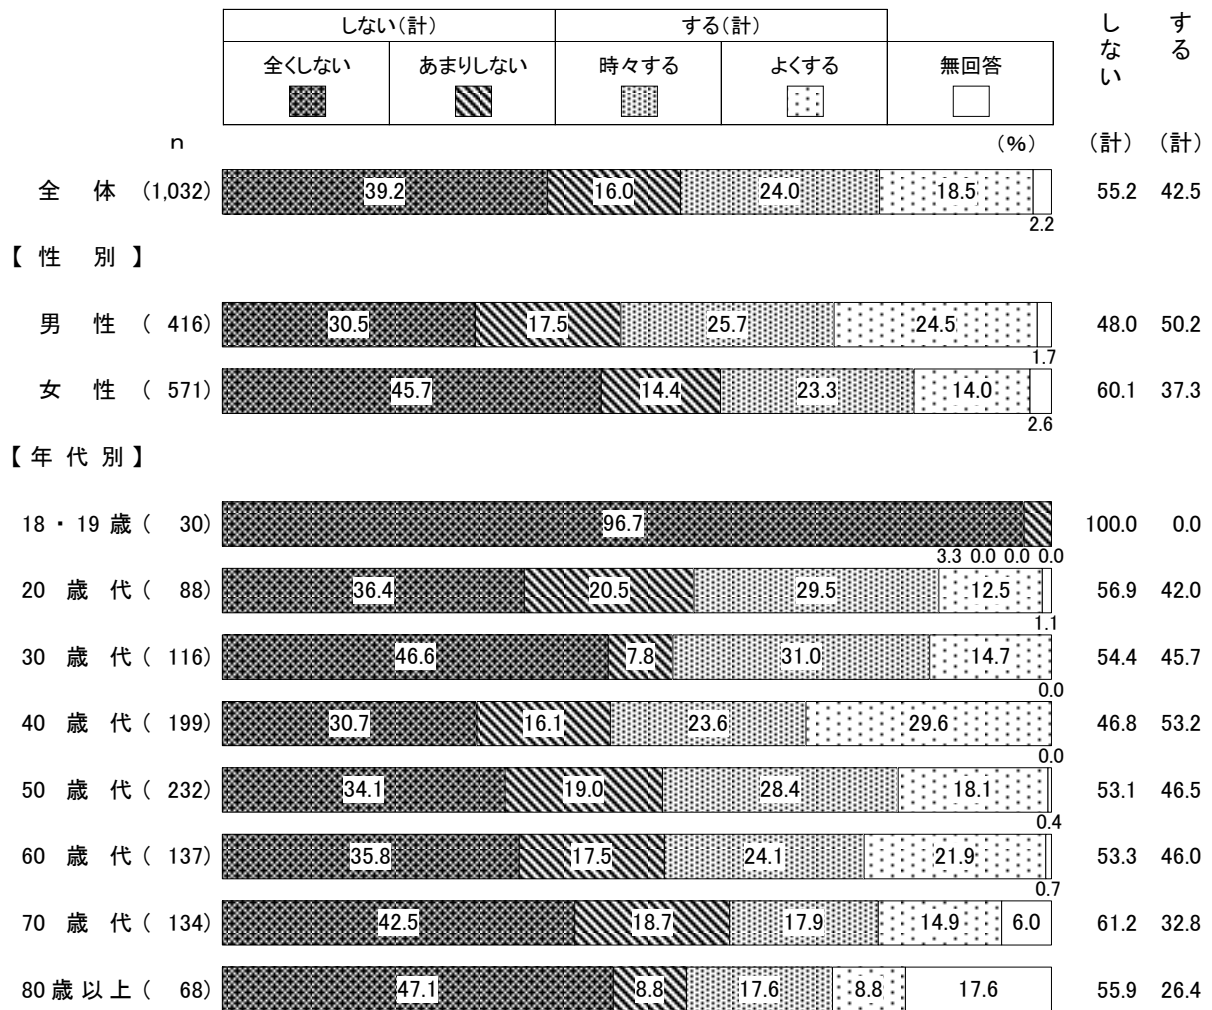 しない（計） する（計）
全くしない あまりしない 時々する よくする 無回答
しない する
n （%） （計） （計）
全 体 (1,032) 39.2 16.0 24.0 18.5 55.2 42.5
2.2
【 性 別 】
男 性 ( 416) 30.5 17.5 25.7 24.5 48.0 50.2
1.7
女 性 ( 571) 45.7 14.4 23.3 14.0 60.1 37.3
2.6
【 年 代 別 】
18 ・ 19 歳 ( 30) 96.7 100.0 0.0
3.3 0.0 0.0 0.0
20 歳 代 ( 88) 36.4 20.5 29.5 12.5 56.9 42.0
1.1
30 歳 代 ( 116) 46.6 7.8 31.0 14.7 54.4 45.7
0.0
40 歳 代 ( 199) 30.7 16.1 23.6 29.6 46.8 53.2
0.0
50 歳 代 ( 232) 34.1 19.0 28.4 18.1 53.1 46.5
0.4
60 歳 代 ( 137) 35.8 17.5 24.1 21.9 53.3 46.0
0.7
70 歳 代 ( 134) 42.5 18.7 17.9 14.9 6.0 61.2 32.8
80 歳 以 上 ( 68) 47.1 8.8 17.6 8.8 17.6 55.9 26.4